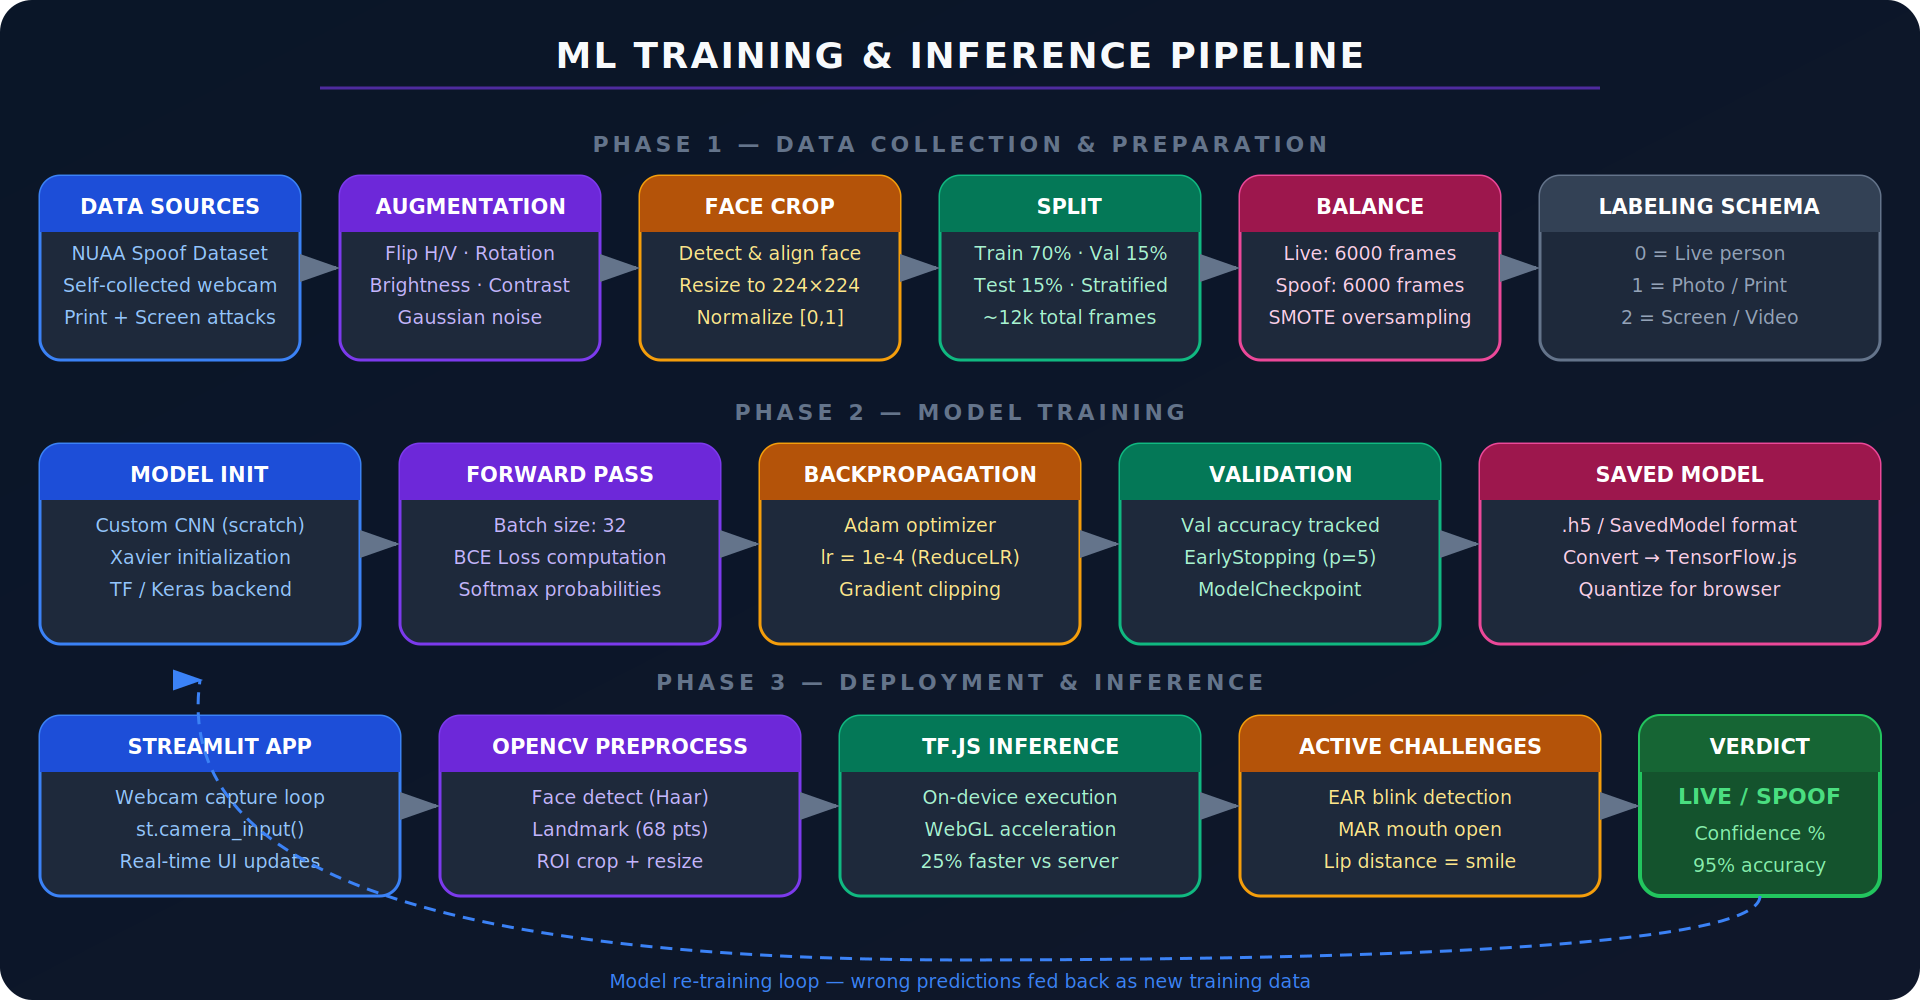 ML TRAINING & INFERENCE PIPELINE
PHASE 1 — DATA COLLECTION & PREPARATION
DATA SOURCES
NUAA Spoof Dataset
Self-collected webcam
Print + Screen attacks
AUGMENTATION
Flip H/V · Rotation
Brightness · Contrast
Gaussian noise
FACE CROP
Detect & align face
Resize to 224×224
Normalize [0,1]
SPLIT
Train 70% · Val 15%
Test 15% · Stratified
~12k total frames
BALANCE
Live: 6000 frames
Spoof: 6000 frames
SMOTE oversampling
LABELING SCHEMA
0 = Live person
1 = Photo / Print
2 = Screen / Video
PHASE 2 — MODEL TRAINING
MODEL INIT
Custom CNN (scratch)
Xavier initialization
TF / Keras backend
FORWARD PASS
Batch size: 32
BCE Loss computation
Softmax probabilities
BACKPROPAGATION
Adam optimizer
lr = 1e-4 (ReduceLR)
Gradient clipping
VALIDATION
Val accuracy tracked
EarlyStopping (p=5)
ModelCheckpoint
SAVED MODEL
.h5 / SavedModel format
Convert → TensorFlow.js
Quantize for browser
PHASE 3 — DEPLOYMENT & INFERENCE
STREAMLIT APP
Webcam capture loop
st.camera_input()
Real-time UI updates
OPENCV PREPROCESS
Face detect (Haar)
Landmark (68 pts)
ROI crop + resize
TF.JS INFERENCE
On-device execution
WebGL acceleration
25% faster vs server
ACTIVE CHALLENGES
EAR blink detection
MAR mouth open
Lip distance = smile
VERDICT
LIVE / SPOOF
Confidence %
95% accuracy
Model re-training loop — wrong predictions fed back as new training data